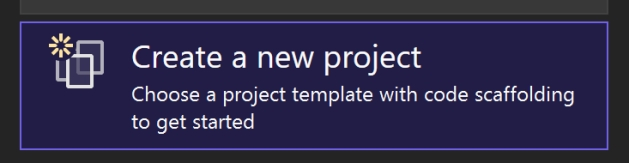 Create a new project
Choose a project template with code scaffolding
to get started